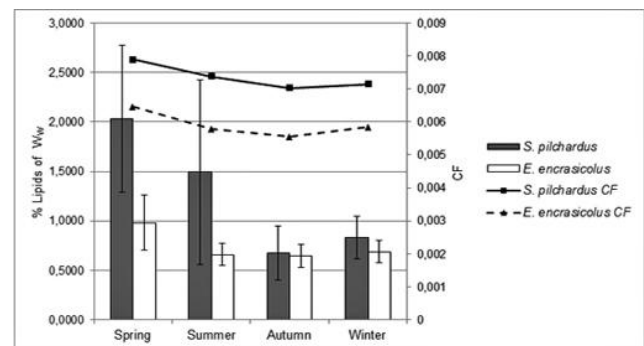 3,0000
2,5000
2,0000
1,5000
1,0000
0,5000
0,0000
% Lipids of Ww
0,009
0,008
0,007
0,006
0,005
0,004
0,003
0,002
0,001
0
CF
Spring Summer Autumn Winter
S. pilchardus
E. encrasicolus
S. pilchardus CF
E. encrasicolus CF